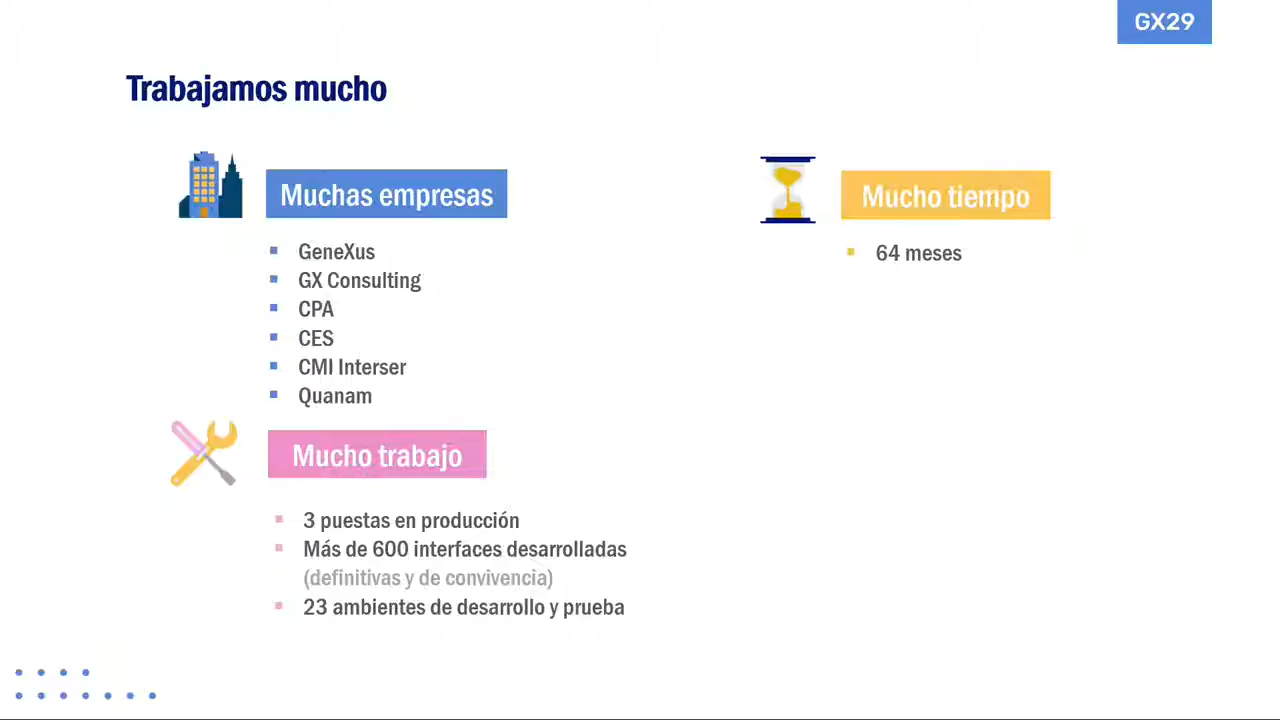 GX29
Trabajamos mucho
Muchas empresas
GeneXus
GX Consulting
CPA
CES
CMI Interser
Quanam
Mucho tiempo
64 meses
Mucho trabajo
3 puestas en producción
Más de 600 interfaces desarrolladas
(definitivas y de convivencia)
23 ambientes de desarrollo y prueba